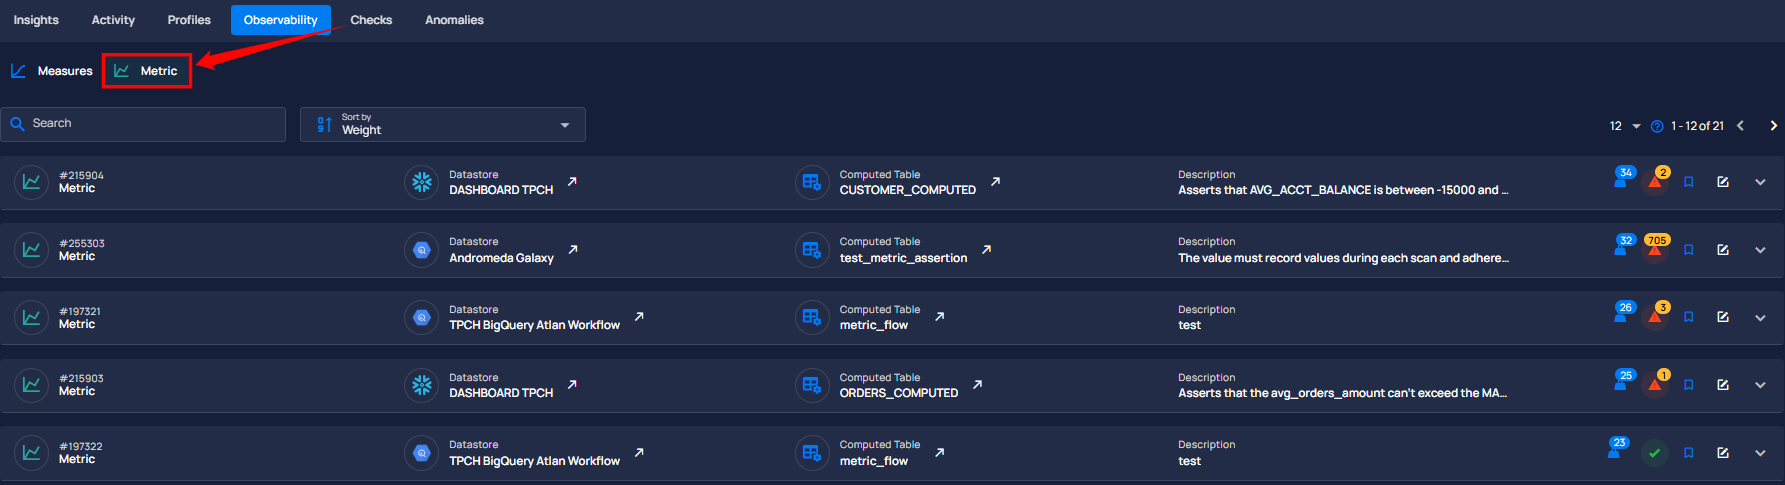 Insights Activity Profiles Observability Checks Anomalies
Measures Metric
Search
Sort by
Weight
12 1 - 12 of 21
#215904
Metric
Datastore
DASHBOARD TPCH
Computed Table
CUSTOMER_COMPUTED
Description
Asserts that AVG_ACCT_BALANCE is between -15000 and ...
34 2
#255303
Metric
Datastore
Andromeda Galaxy
Computed Table
test_metric_assertion
Description
The value must record values during each scan and adhere...
32 705
#197321
Metric
Datastore
TPCH BigQuery Atlan Workflow
Computed Table
metric_flow
Description
test
26 3
#215903
Metric
Datastore
DASHBOARD TPCH
Computed Table
ORDERS_COMPUTED
Description
Asserts that the avg_orders_amount can't exceed the MA...
25 1
#197322
Metric
Datastore
TPCH BigQuery Atlan Workflow
Computed Table
metric_flow
Description
test
23